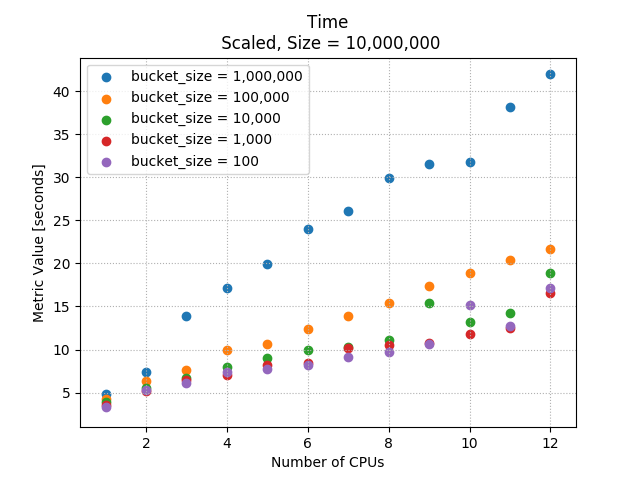 Time
Scaled, Size = 10,000,000
bucket_size = 1,000,000
bucket_size = 100,000
bucket_size = 10,000
bucket_size = 1,000
bucket_size = 100
Metric Value [seconds]
40
35
30
25
20
15
10
5
2
4
6
8
10
12
Number of CPUs